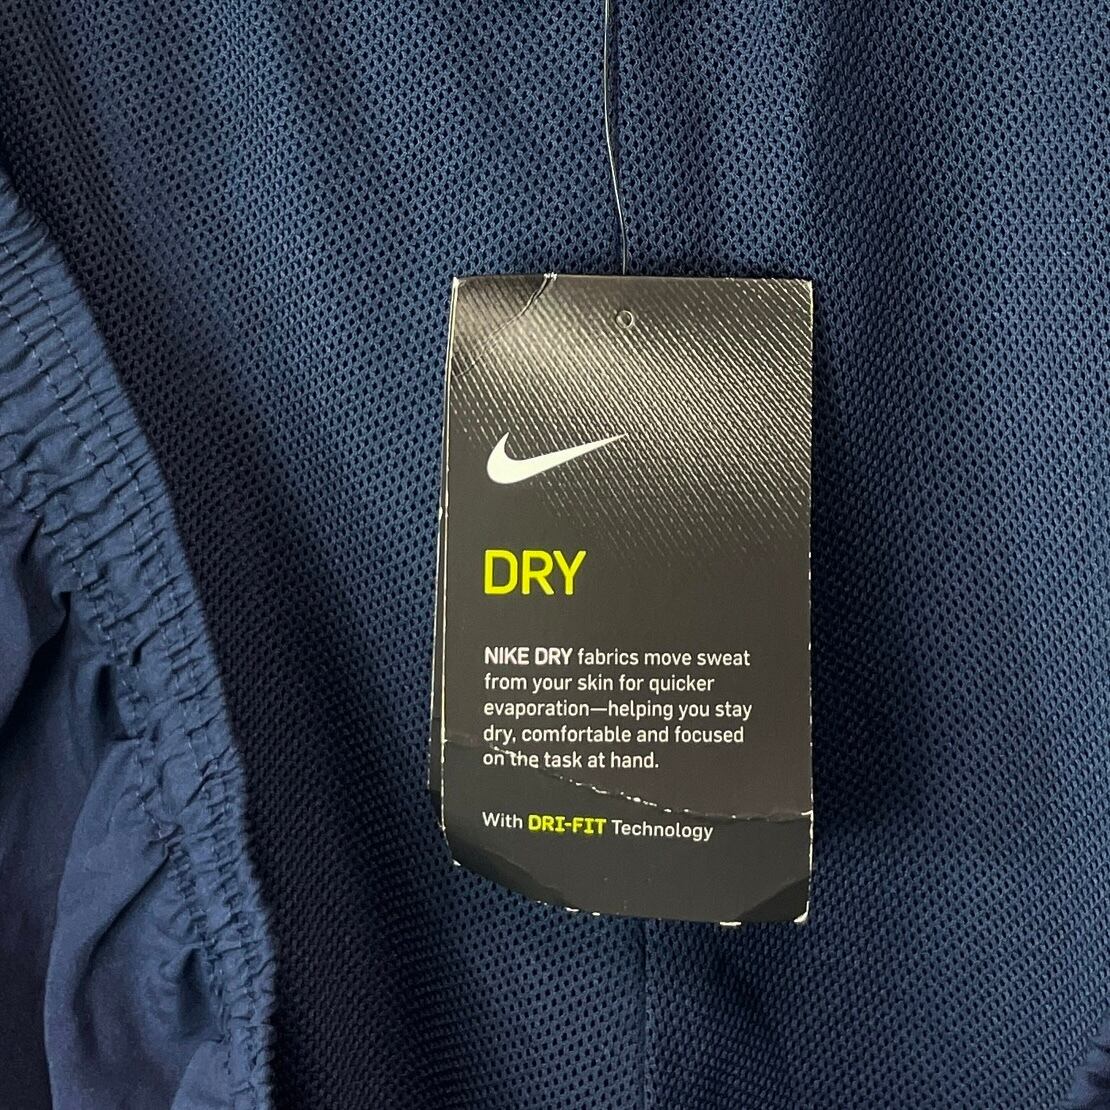 DRY
NIKE DRY fabrics move sweat
from your skin for quicker
evaporation—helping you stay
dry, comfortable and focused
on the task at hand.
With DRI-FIT Technology